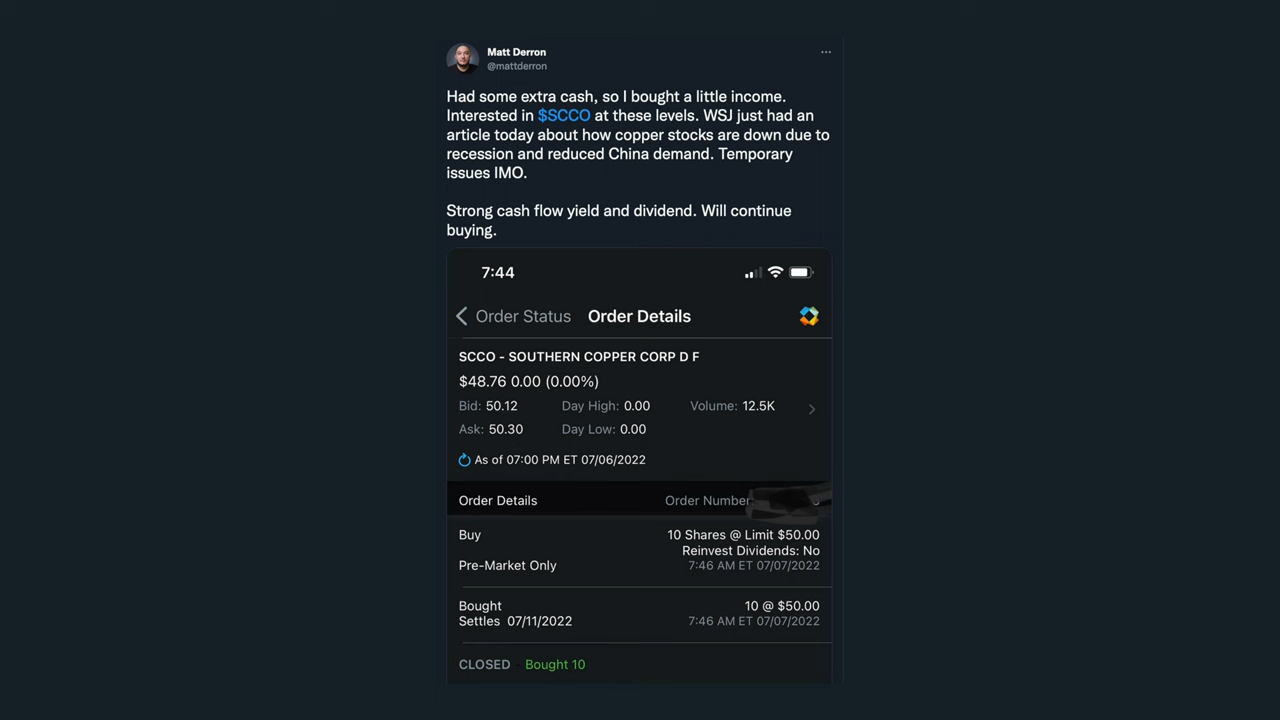 Matt Derron
@mattderron
Had some extra cash, so I bought a little income.
Interested in $SCCO at these levels. WSJ just had an
article today about how copper stocks are down due to
recession and reduced China demand. Temporary
issues IMO.
Strong cash flow yield and dividend. Will continue
buying.
7:44
Order Status Order Details
SCCO - SOUTHERN COPPER CORP D F
$48.76 0.00 (0.00%)
Bid: 50.12 Day High: 0.00 Volume: 12.5K
Ask: 50.30 Day Low: 0.00
As of 07:00 PM ET 07/06/2022
Order Details Order Number
Buy 10 Shares @ Limit $50.00
Reinvest Dividends: No
Pre-Market Only 7:46 AM ET 07/07/2022
Bought 10 @ $50.00
Settles 07/11/2022 7:46 AM ET 07/07/2022
CLOSED Bought 10